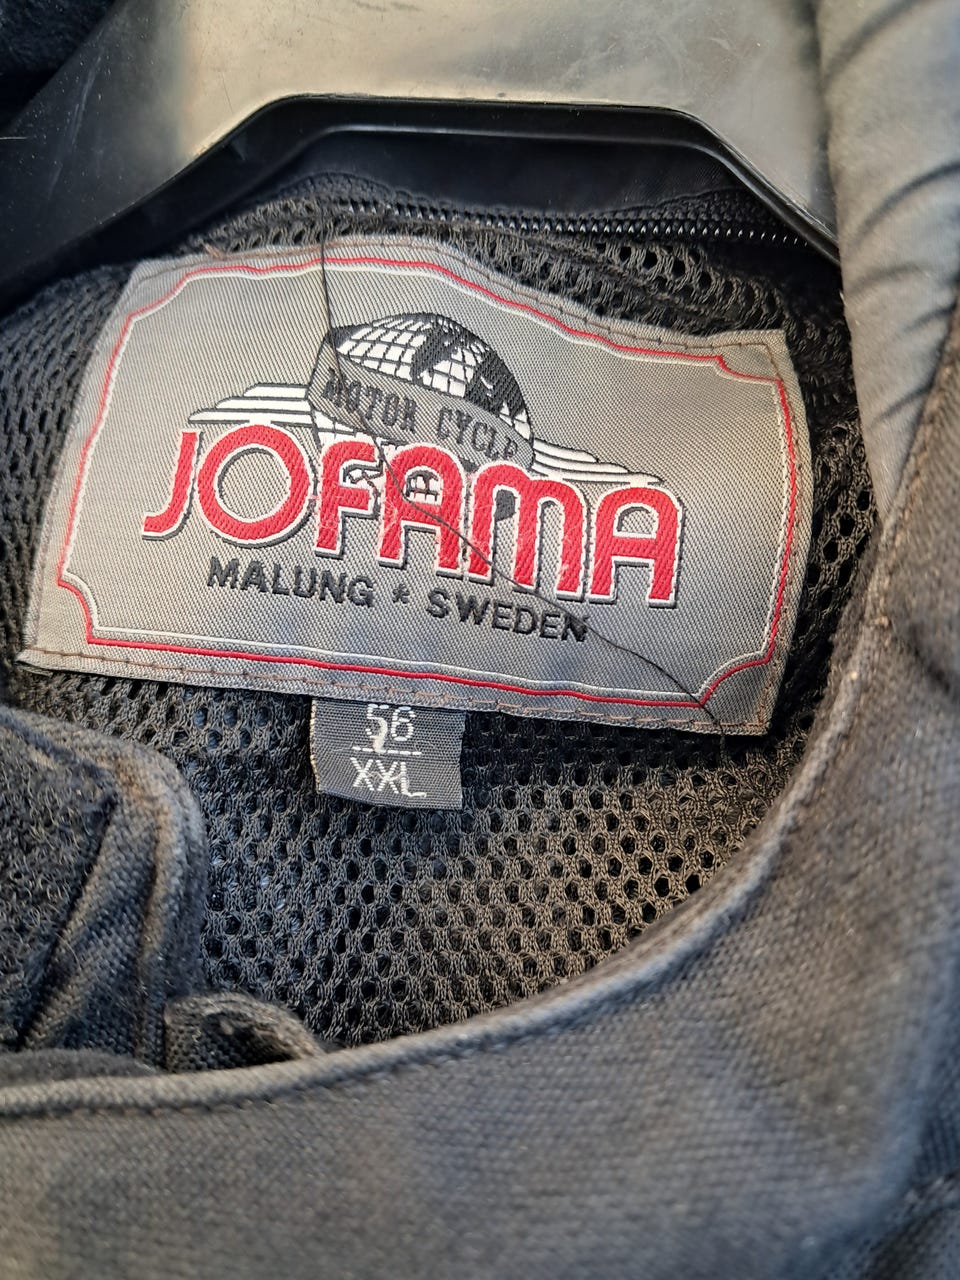 MOTOR CYCLE
JOFAMA
MALUNG * SWEDEN
56
XXL